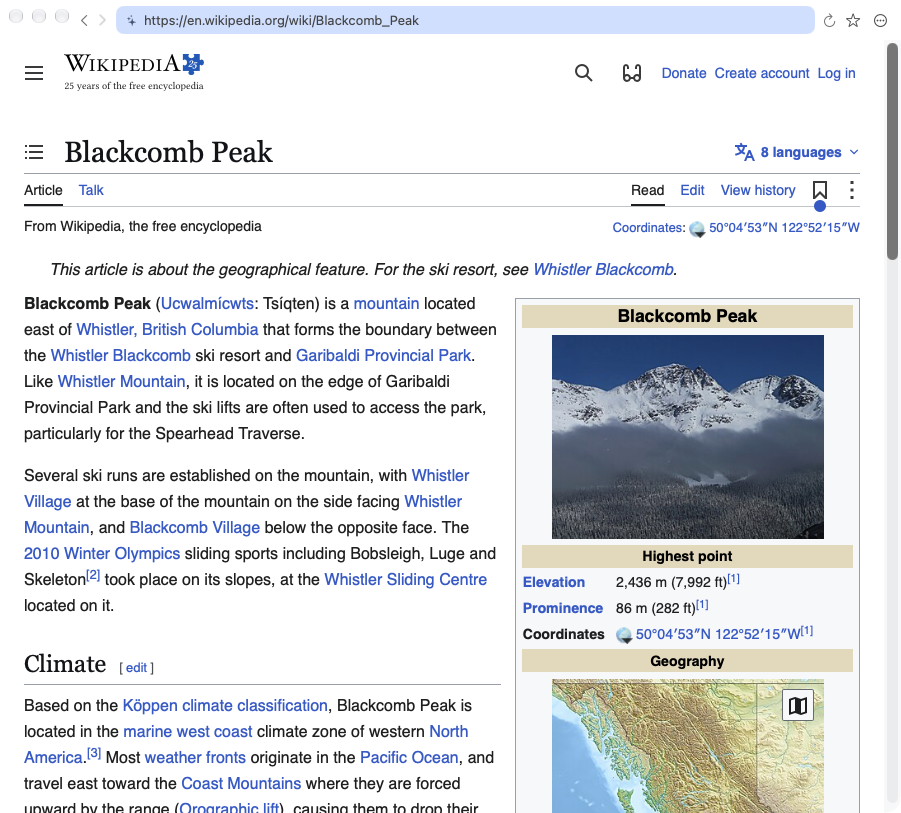 https://en.wikipedia.org/wiki/Blackcomb_Peak
WIKIPEDIA 25
25 years of the free encyclopedia
Donate Create account Log in
Blackcomb Peak
8 languages
Article Talk
Read Edit View history
From Wikipedia, the free encyclopedia
Coordinates: 50°04′53″N 122°52′15″W
This article is about the geographical feature. For the ski resort, see Whistler Blackcomb.
Blackcomb Peak (Ucwalmícwts: Tsíqten) is a mountain located
east of Whistler, British Columbia that forms the boundary between
the Whistler Blackcomb ski resort and Garibaldi Provincial Park.
Like Whistler Mountain, it is located on the edge of Garibaldi
Provincial Park and the ski lifts are often used to access the park,
particularly for the Spearhead Traverse.
Several ski runs are established on the mountain, with Whistler
Village at the base of the mountain on the side facing Whistler
Mountain, and Blackcomb Village below the opposite face. The
2010 Winter Olympics sliding sports including Bobsleigh, Luge and
Skeleton[2] took place on its slopes, at the Whistler Sliding Centre
located on it.
Climate [ edit ]
Based on the Köppen climate classification, Blackcomb Peak is
located in the marine west coast climate zone of western North
America.[3] Most weather fronts originate in the Pacific Ocean, and
travel east toward the Coast Mountains where they are forced
upward by the range (Orographic lift), causing them to drop their
Blackcomb Peak
Highest point
Elevation 2,436 m (7,992 ft)[1]
Prominence 86 m (282 ft)[1]
Coordinates 50°04′53″N 122°52′15″W[1]
Geography